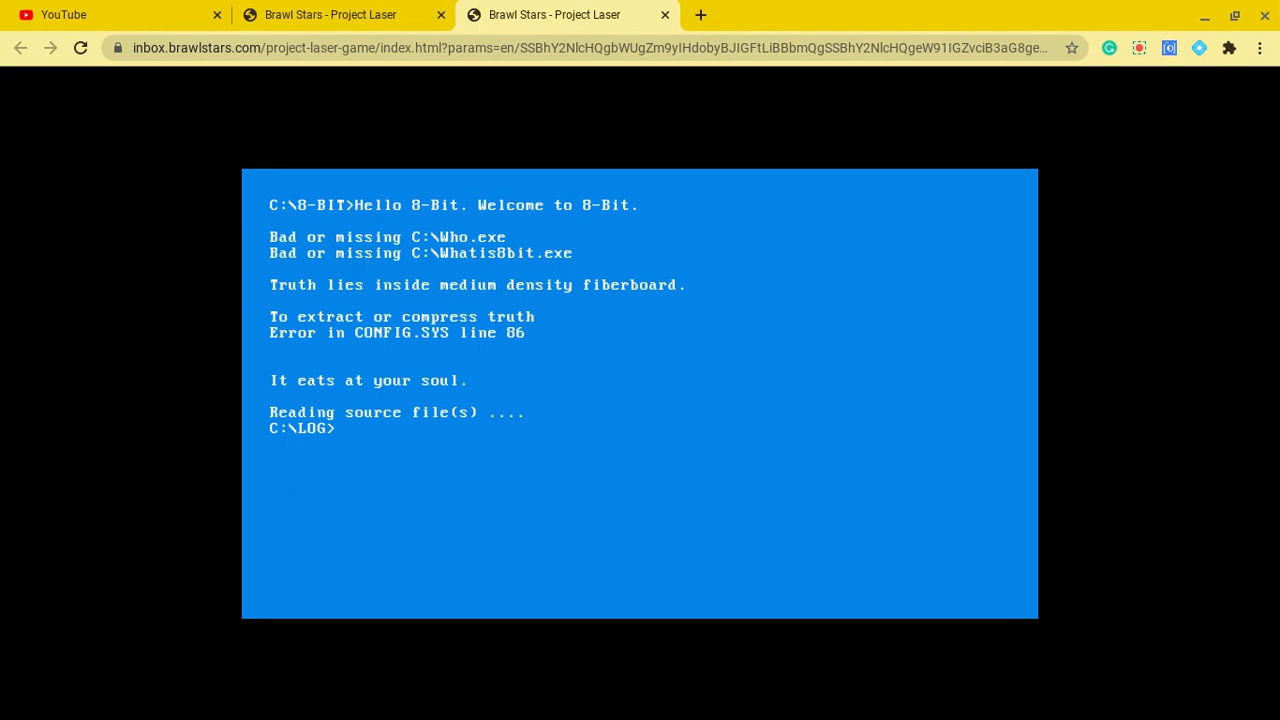 YouTube
Brawl Stars - Project Laser
Brawl Stars - Project Laser
inbox.brawlstars.com/project-laser-game/index.html?params=en/SSBhY2NlcHQgbWUgZm9yIHdobyBJIGFtLiBBbmQgSSBhY2NlcHQgeW91IGZvciB3aG8ge...
C:\8-BIT>Hello 8-Bit. Welcome to 8-Bit.
Bad or missing C:\Who.exe
Bad or missing C:\Whatis8bit.exe
Truth lies inside medium density fiberboard.
To extract or compress truth
Error in CONFIG.SYS line 86
It eats at your soul.
Reading source file(s) ....
C:\LOG>